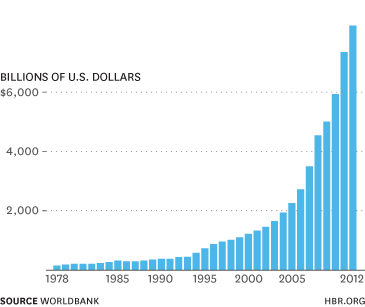 BILLIONS OF U.S. DOLLARS
$6,000
4,000
2,000
1978 1985 1990 1995 2000 2005 2012
SOURCE WORLDBANK HBR.ORG